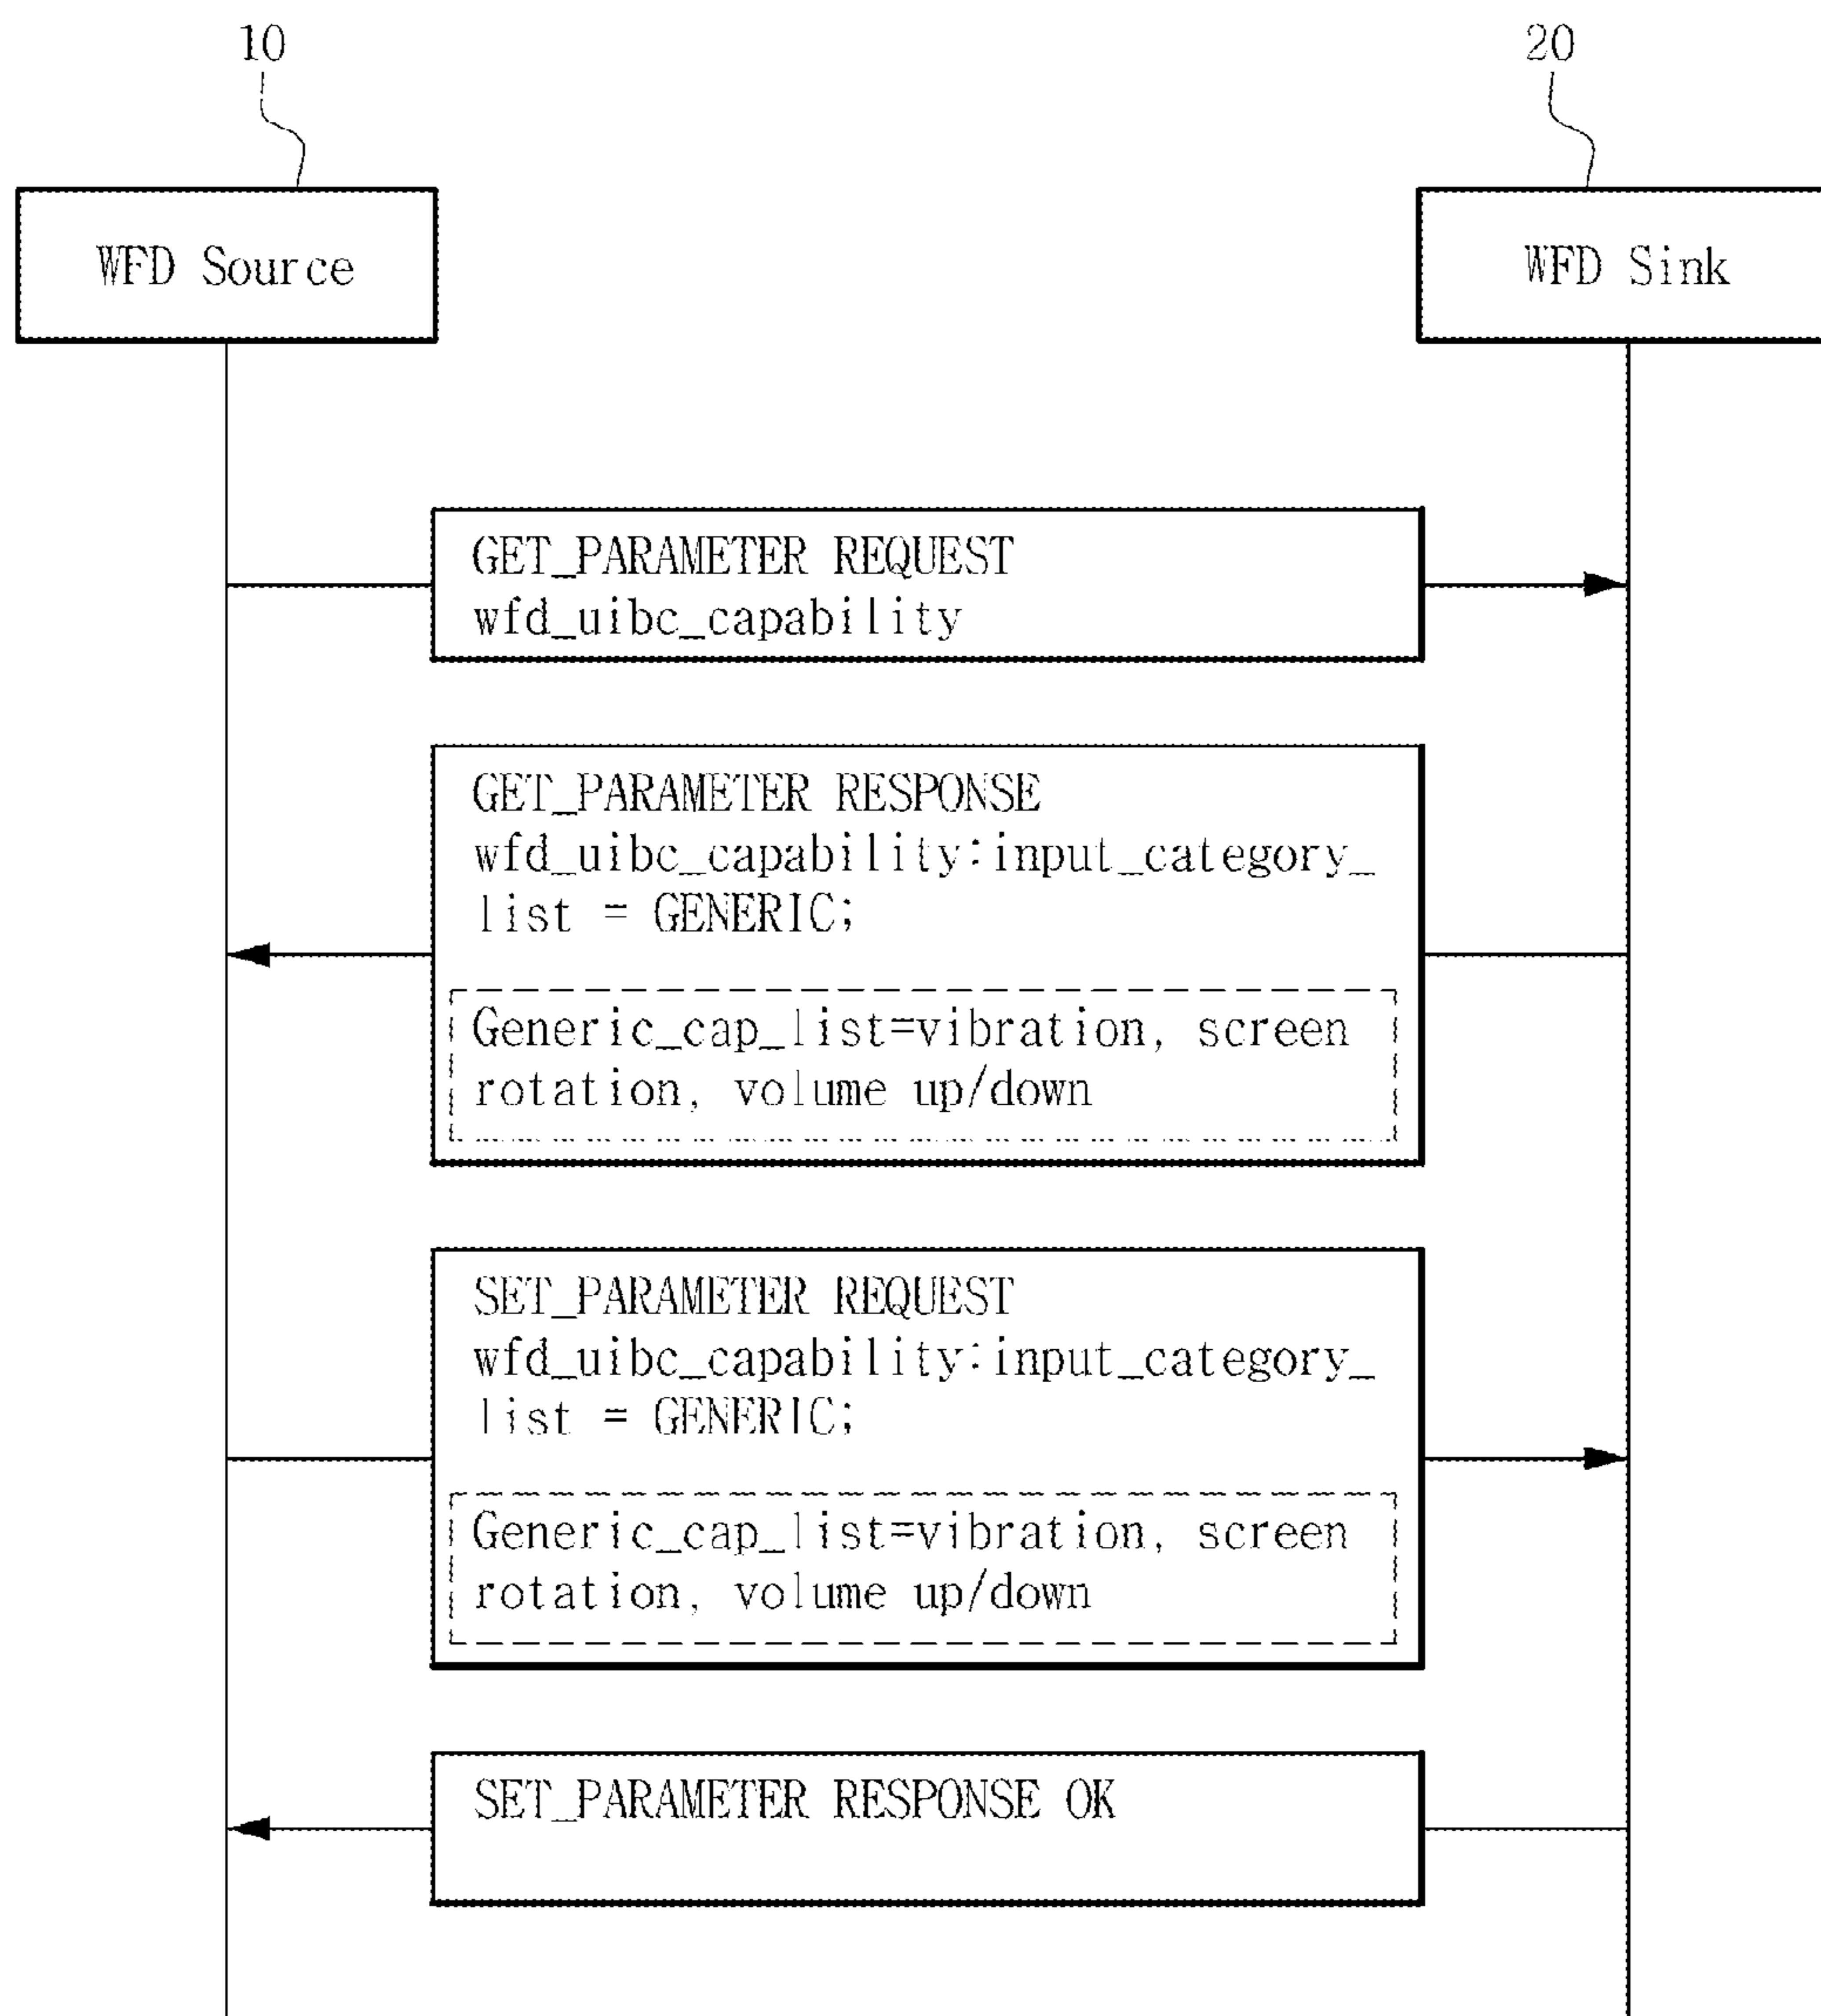 10
20
WFD Source
WFD Sink
GET_PARAMETER REQUEST
wfd_uibc_capability
GET_PARAMETER RESPONSE
wfd_uibc_capability:input_category_
list = GENERIC;
Generic_cap_list=vibration, screen
rotation, volume up/down
SET_PARAMETER REQUEST
wfd_uibc_capability:input_category_
list = GENERIC;
Generic_cap_list=vibration, screen
rotation, volume up/down
SET_PARAMETER RESPONSE OK